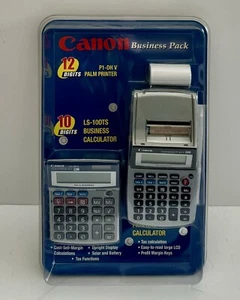 Canon Business Pack
12 DIGITS
P1-DH V
PALM PRINTER
10 DIGITS
LS-100TS
BUSINESS
CALCULATOR
CALCULATOR
• Tax calculation
• Easy-to-read large LCD
• Profit Margin Keys
• Cost-Sell-Margin Calculations
• Upright Display
• Solar and Battery
• Tax Functions